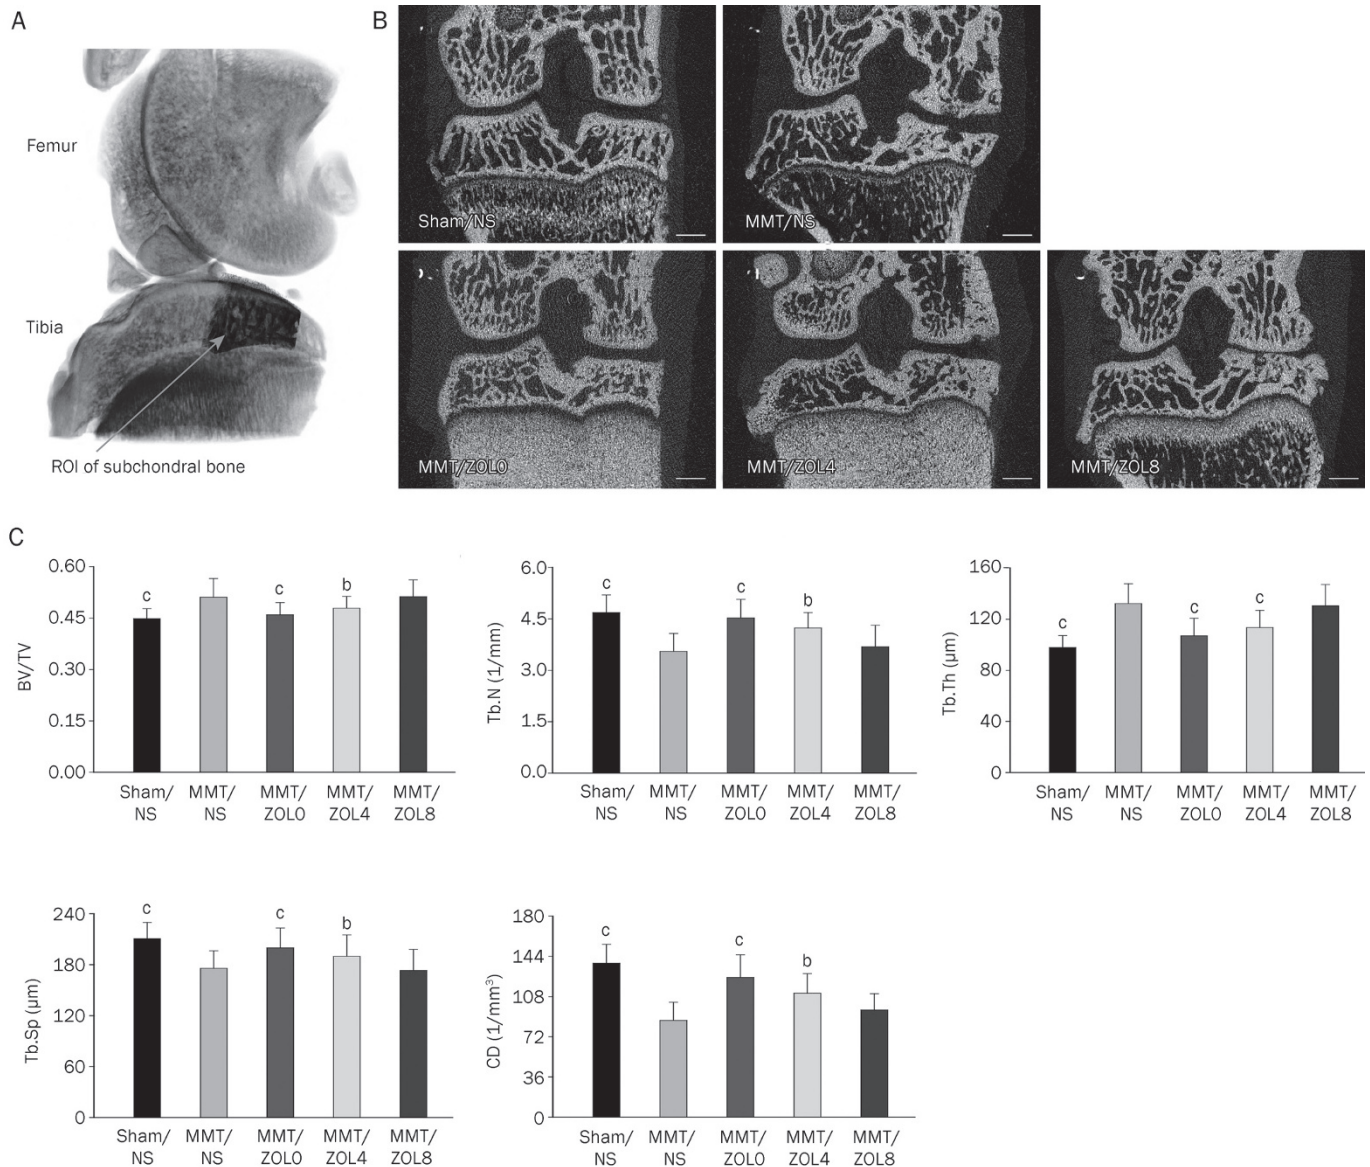 A
Femur
Tibia
ROI of subchondral bone
B
Sham/NS
MMT/NS
MMT/ZOL0
MMT/ZOL4
MMT/ZOL8
C
BV/TV
0.60
0.45
0.30
0.15
0.00
c
c
b
Sham/ MMT/ MMT/ MMT/ MMT/
NS NS ZOL0 ZOL4 ZOL8
Tb.N (1/mm)
6.0
4.5
3.0
1.5
0.0
c
c
b
Sham/ MMT/ MMT/ MMT/ MMT/
NS NS ZOL0 ZOL4 ZOL8
Tb.Th (µm)
160
120
80
40
0
c
c
c
Sham/ MMT/ MMT/ MMT/ MMT/
NS NS ZOL0 ZOL4 ZOL8
Tb.Sp (µm)
240
180
120
60
0
c
c
b
Sham/ MMT/ MMT/ MMT/ MMT/
NS NS ZOL0 ZOL4 ZOL8
CD (1/mm³)
180
144
108
72
36
0
c
c
b
Sham/ MMT/ MMT/ MMT/ MMT/
NS NS ZOL0 ZOL4 ZOL8